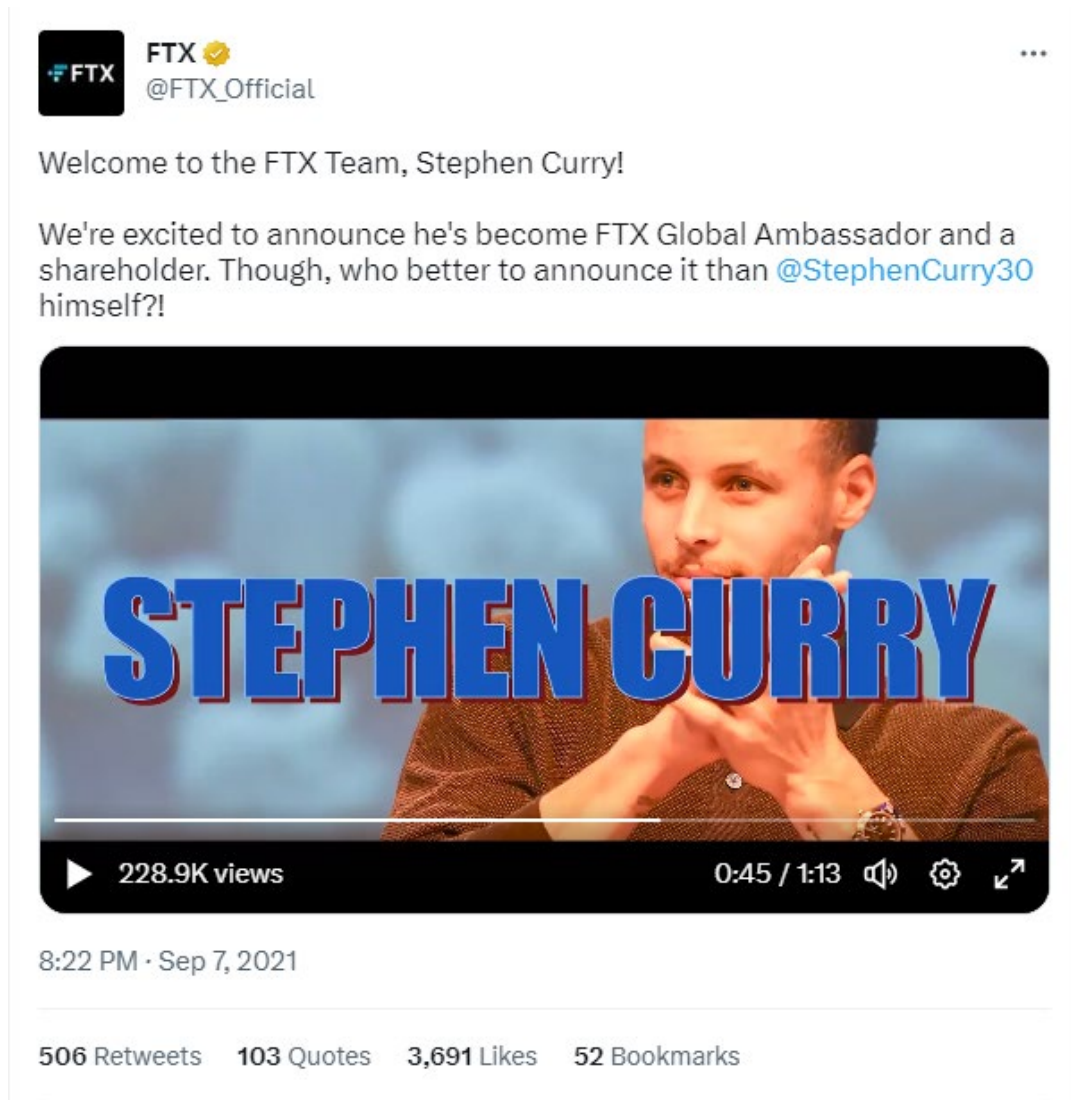 FTX
FTX
@FTX_Official
Welcome to the FTX Team, Stephen Curry!
We're excited to announce he's become FTX Global Ambassador and a
shareholder. Though, who better to announce it than @StephenCurry30
himself?!
STEPHEN CURRY
228.9K views
0:45 / 1:13
8:22 PM · Sep 7, 2021
506 Retweets 103 Quotes 3,691 Likes 52 Bookmarks